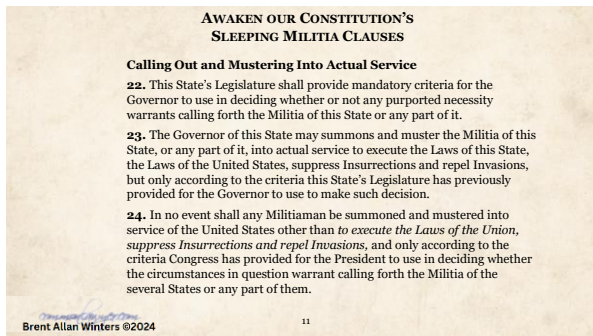 AWAKEN OUR CONSTITUTION'S
SLEEPING MILITIA CLAUSES
Calling Out and Mustering Into Actual Service
22. This State's Legislature shall provide mandatory criteria for the
Governor to use in deciding whether or not any purported necessity
warrants calling forth the Militia of this State or any part of it.
23. The Governor of this State may summons and muster the Militia of this
State, or any part of it, into actual service to execute the Laws of this State,
the Laws of the United States, suppress Insurrections and repel Invasions,
but only according to the criteria this State's Legislature has previously
provided for the Governor to use to make such decision.
24. In no event shall any Militiaman be summoned and mustered into
service of the United States other than to execute the Laws of the Union,
suppress Insurrections and repel Invasions, and only according to the
criteria Congress has provided for the President to use in deciding whether
the circumstances in question warrant calling forth the Militia of the
several States or any part of them.
Brent Allan Winters ©2024
11